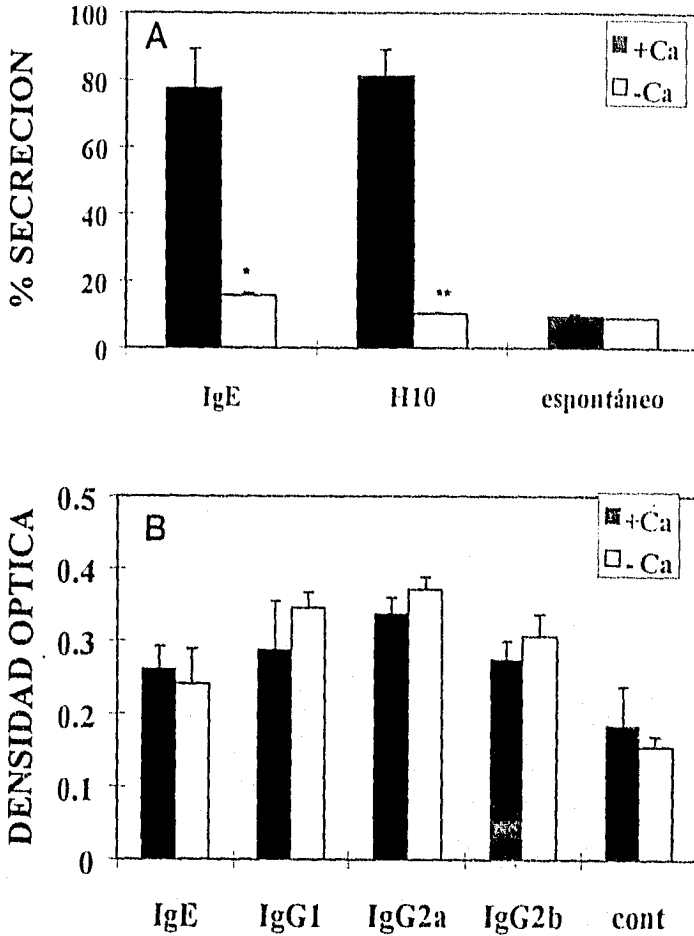 A
% SECRECION
100
80
60
40
20
0
+Ca
-Ca
*
**
IgE H10 espontáneo
B
DENSIDAD OPTICA
0.5
0.4
0.3
0.2
0.1
0
+Ca
- Ca
IgE IgG1 IgG2a IgG2b cont